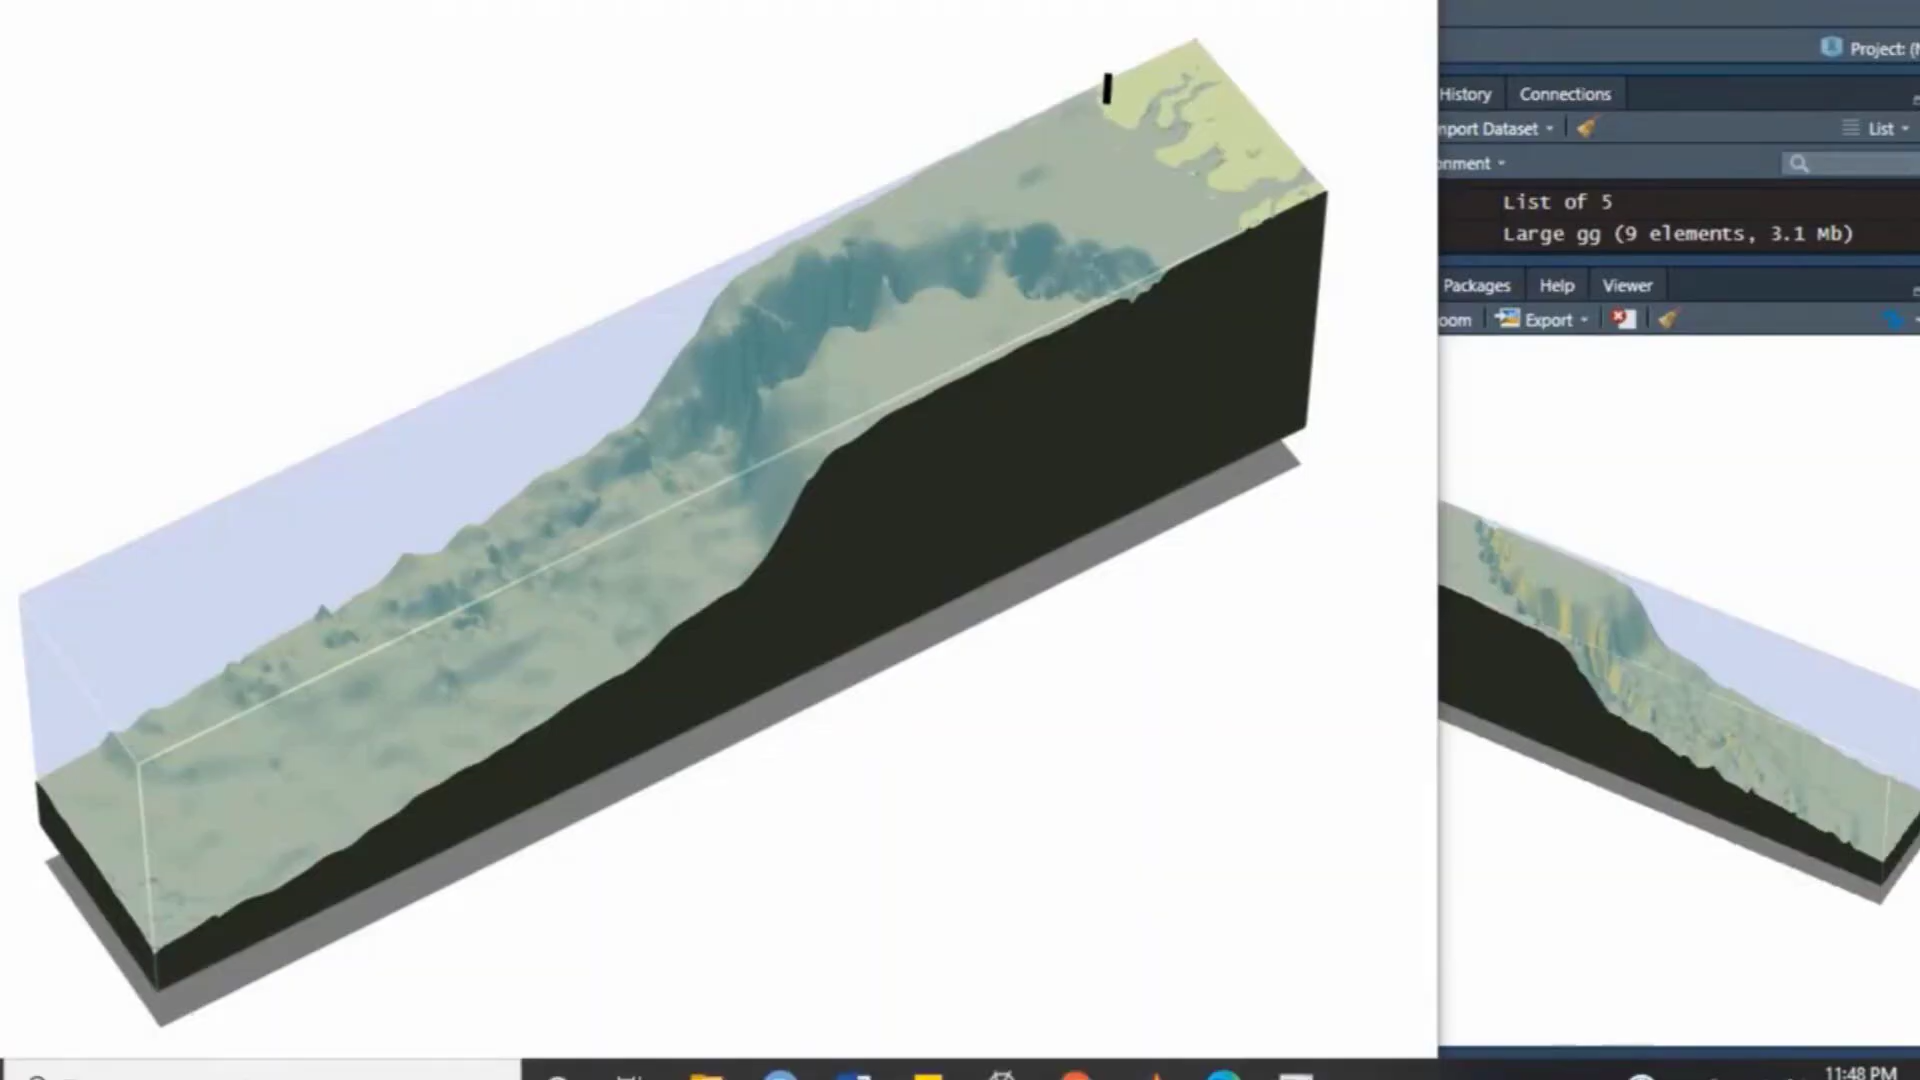 Project: (N
History Connections
nport Dataset
List
onment
List of 5
Large gg (9 elements, 3.1 Mb)
Packages Help Viewer
oom Export
11:48 PM